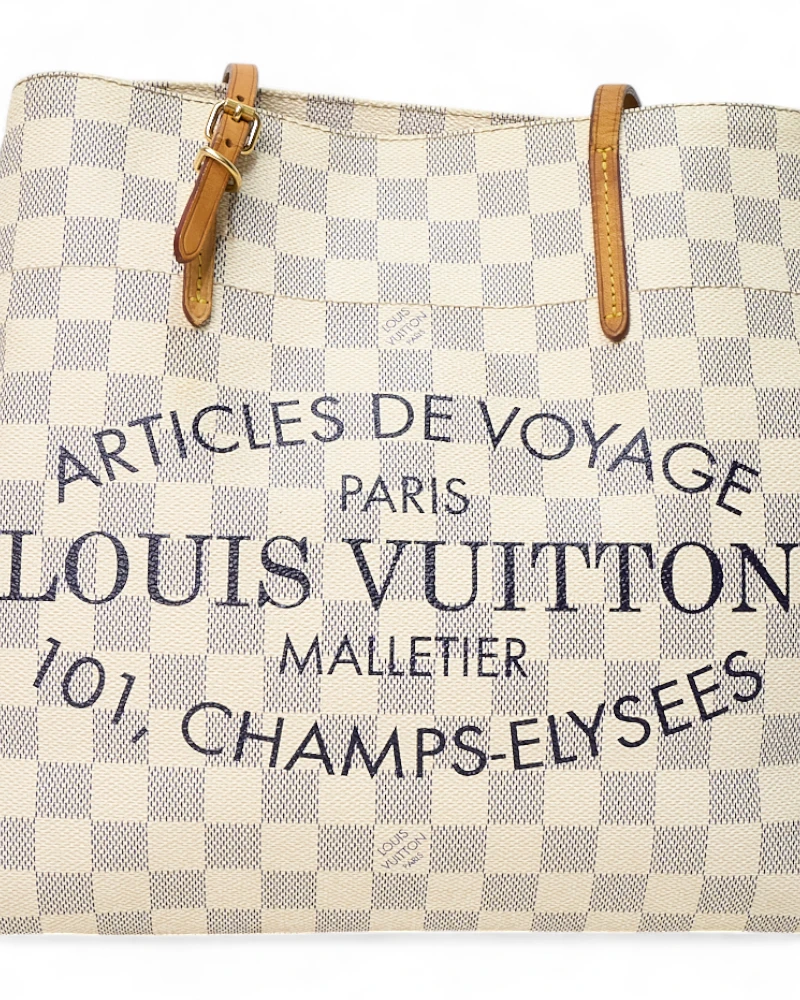 LOUIS
VUITTON
PARIS
ARTICLES DE VOYAGE
PARIS
LOUIS VUITTON
MALLETIER
101, CHAMPS-ELYSEES
LOUIS
VUITTON
PARIS